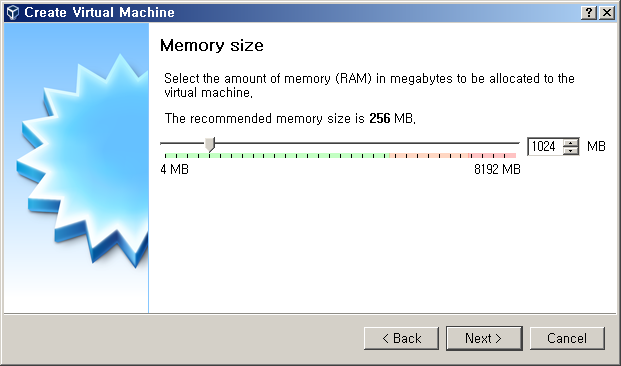 Create Virtual Machine
Memory size
Select the amount of memory (RAM) in megabytes to be allocated to the
virtual machine.
The recommended memory size is 256 MB.
1024 MB
4 MB 8192 MB
< Back Next > Cancel